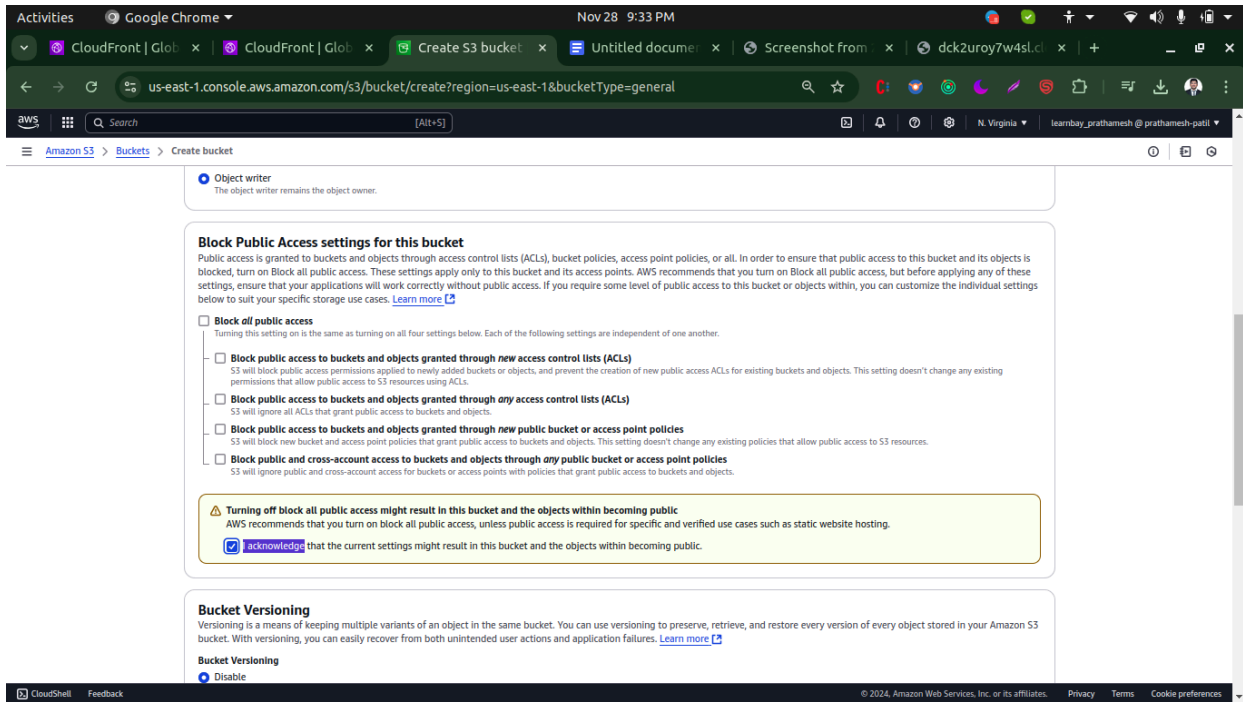 Activities Google Chrome Nov 28 9:33 PM
CloudFront | Glob CloudFront | Glob Create S3 bucket Untitled documen Screenshot from dck2uroy7w4sl.cl
us-east-1.console.aws.amazon.com/s3/bucket/create?region=us-east-1&bucketType=general
aws Search [Alt+S] N. Virginia learnbay_prathamesh @ prathamesh-patil
Amazon S3 > Buckets > Create bucket
Object writer
The object writer remains the object owner.
Block Public Access settings for this bucket
Public access is granted to buckets and objects through access control lists (ACLs), bucket policies, access point policies, or all. In order to ensure that public access to this bucket and its objects is
blocked, turn on Block all public access. These settings apply only to this bucket and its access points. AWS recommends that you turn on Block all public access, but before applying any of these
settings, ensure that your applications will work correctly without public access. If you require some level of public access to this bucket or objects within, you can customize the individual settings
below to suit your specific storage use cases. Learn more
Block all public access
Turning this setting on is the same as turning on all four settings below. Each of the following settings are independent of one another.
Block public access to buckets and objects granted through new access control lists (ACLs)
S3 will block public access permissions applied to newly added buckets or objects, and prevent the creation of new public access ACLs for existing buckets and objects. This setting doesn't change any existing
permissions that allow public access to S3 resources using ACLs.
Block public access to buckets and objects granted through any access control lists (ACLs)
S3 will ignore all ACLs that grant public access to buckets and objects.
Block public access to buckets and objects granted through new public bucket or access point policies
S3 will block new bucket and access point policies that grant public access to buckets and objects. This setting doesn't change any existing policies that allow public access to S3 resources.
Block public and cross-account access to buckets and objects through any public bucket or access point policies
S3 will ignore public and cross-account access for buckets or access points with policies that grant public access to buckets and objects.
Turning off block all public access might result in this bucket and the objects within becoming public
AWS recommends that you turn on block all public access, unless public access is required for specific and verified use cases such as static website hosting.
I acknowledge that the current settings might result in this bucket and the objects within becoming public.
Bucket Versioning
Versioning is a means of keeping multiple variants of an object in the same bucket. You can use versioning to preserve, retrieve, and restore every version of every object stored in your Amazon S3
bucket. With versioning, you can easily recover from both unintended user actions and application failures. Learn more
Bucket Versioning
Disable
CloudShell Feedback © 2024, Amazon Web Services, Inc. or its affiliates. Privacy Terms Cookie preferences